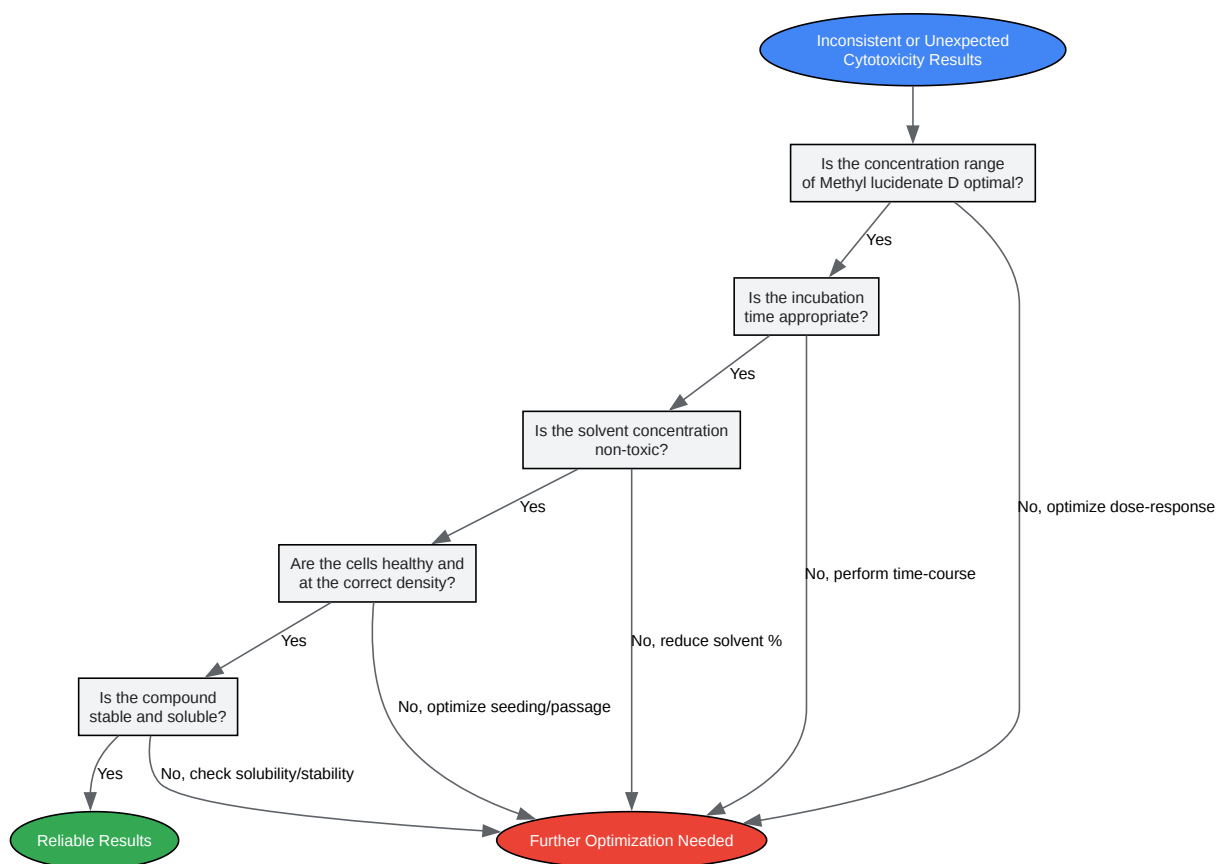 Inconsistent or Unexpected
Cytotoxicity Results
Is the concentration range
of Methyl lucidenate D optimal?
Yes
Is the incubation
time appropriate?
Yes
Is the solvent concentration
non-toxic?
Yes
No, optimize dose-response
Are the cells healthy and
at the correct density?
No, perform time-course
Yes
No, reduce solvent %
Is the compound
stable and soluble?
No, optimize seeding/passage
Yes
No, check solubility/stability
Reliable Results
Further Optimization Needed